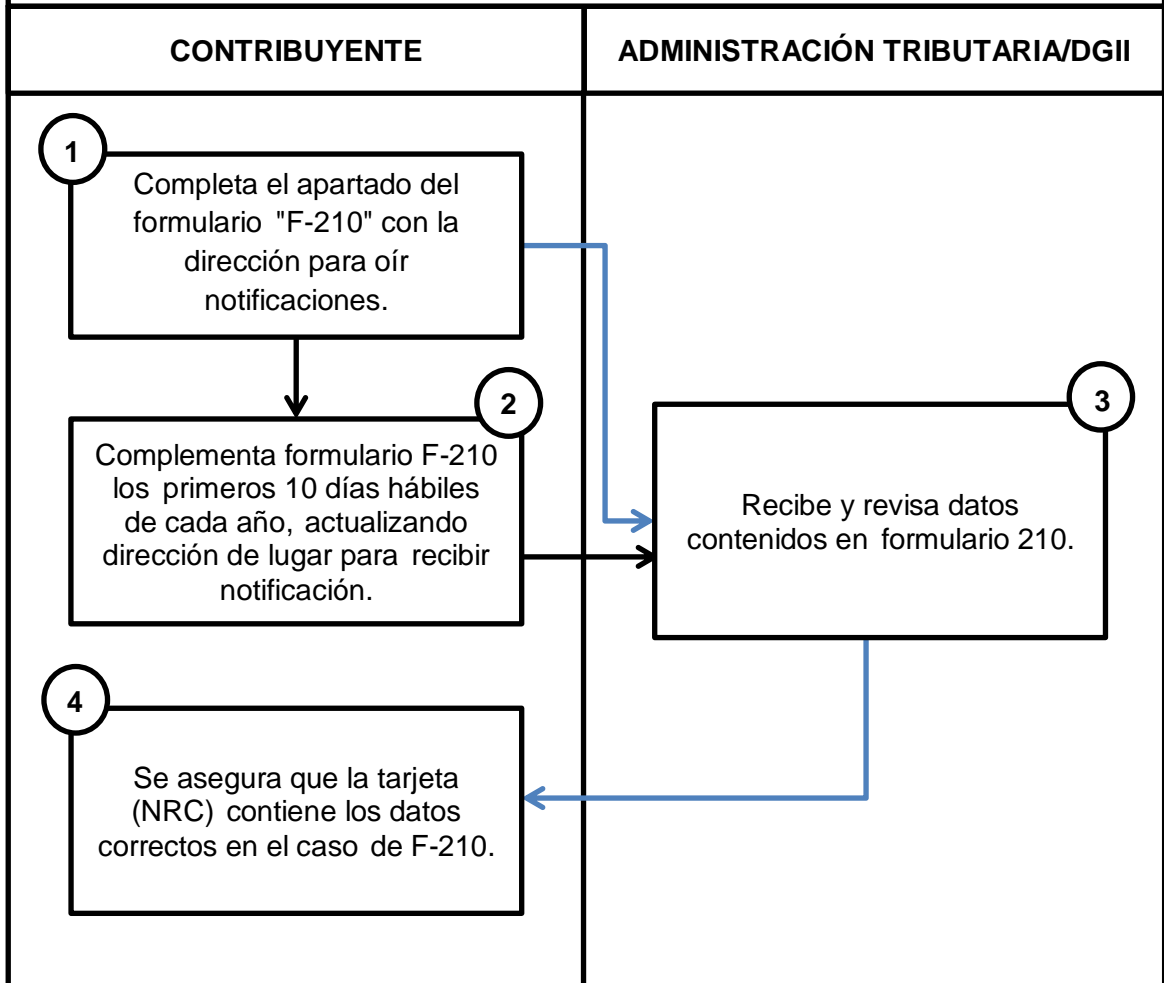 CONTRIBUYENTE
ADMINISTRACIÓN TRIBUTARIA/DGII
1
Completa el apartado del
formulario "F-210" con la
dirección para oír
notificaciones.
2
Complementa formulario F-210
los primeros 10 días hábiles
de cada año, actualizando
dirección de lugar para recibir
notificación.
3
Recibe y revisa datos
contenidos en formulario 210.
4
Se asegura que la tarjeta
(NRC) contiene los datos
correctos en el caso de F-210.